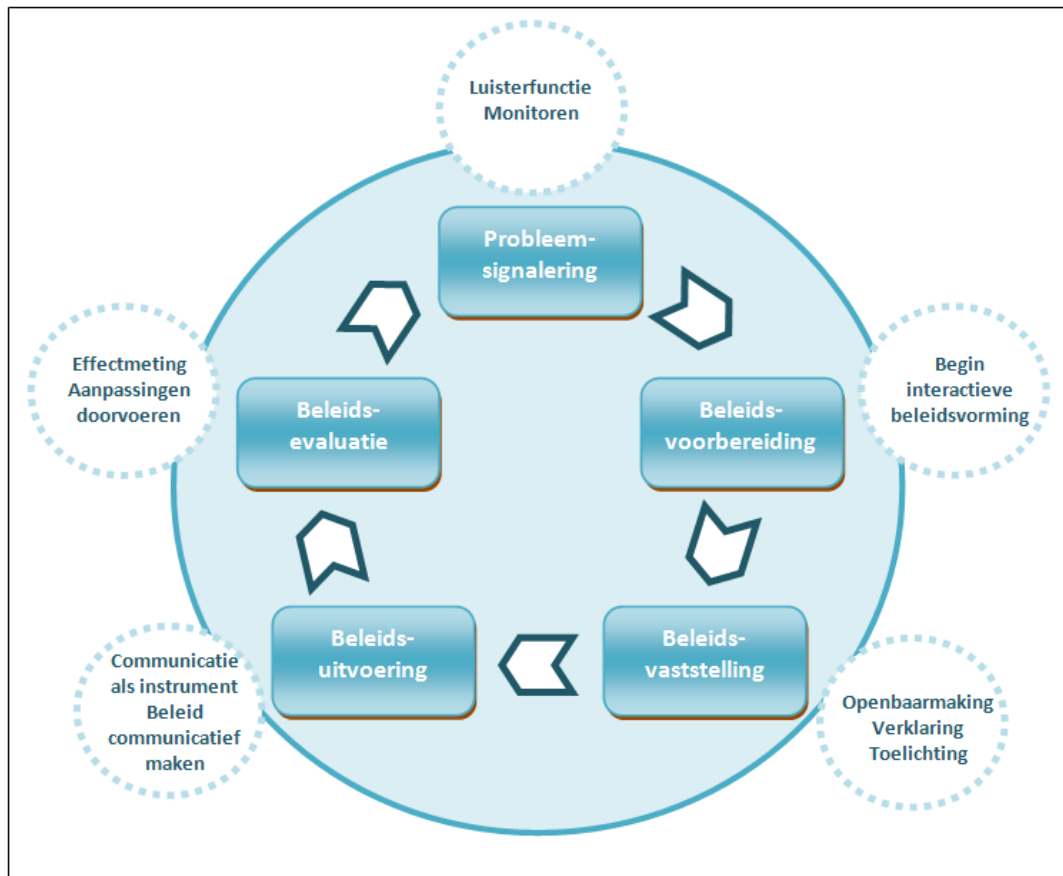 Luisterfunctie
Monitoren
Probleem-
signalering
Effectmeting
Aanpassingen
doorvoeren
Beleids-
evaluatie
Beleids-
voorbereiding
Begin
interactieve
beleidsvorming
Communicatie
als instrument
Beleid
communicatief
maken
Beleids-
uitvoering
Beleids-
vaststelling
Openbaarmaking
Verklaring
Toelichting